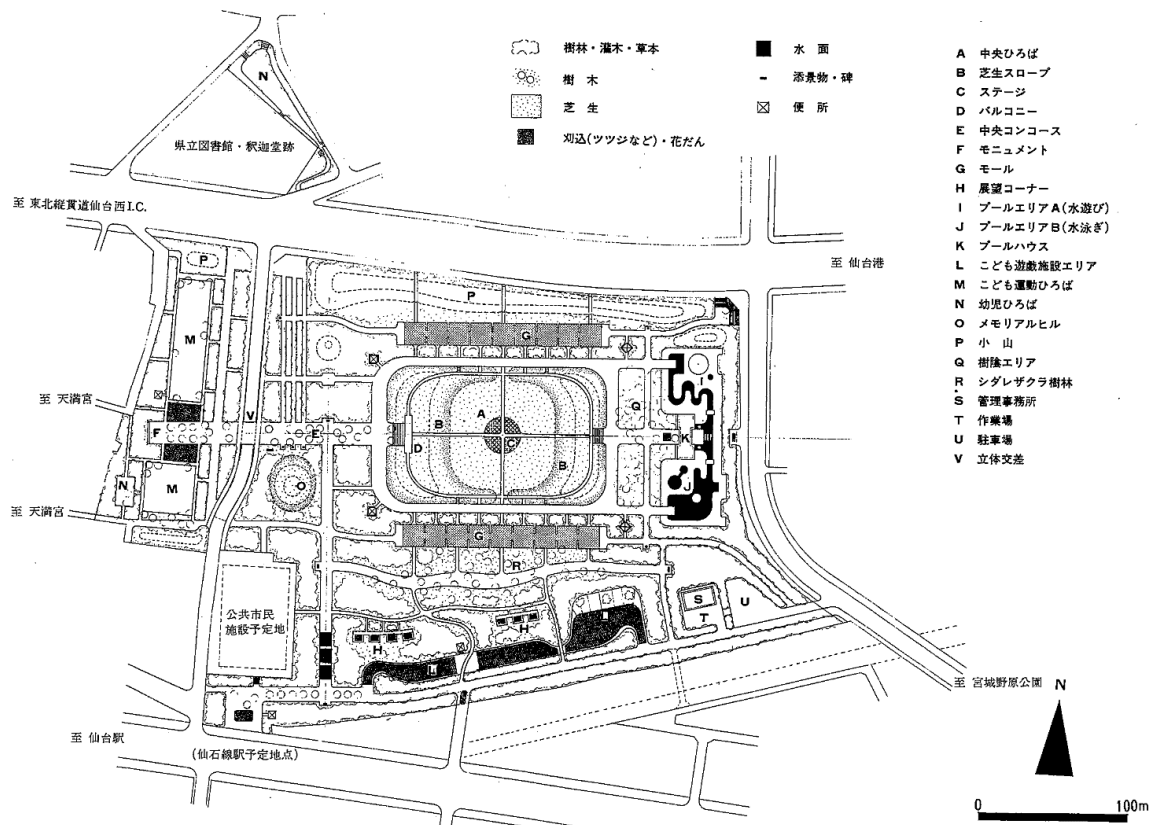 樹林・灌木・草本
樹木
芝生
刈込(ツツジなど)・花だん
水面
添景物・碑
便所
A 中央ひろば
B 芝生スロープ
C ステージ
D バルコニー
E 中央コンコース
F モニュメント
G モール
H 展望コーナー
I プールエリアA(水遊び)
J プールエリアB(水泳ぎ)
K プールハウス
L こども遊戯施設エリア
M こども運動ひろば
N 幼児ひろば
O メモリアルヒル
P 小山
Q 樹陰エリア
R シダレザクラ樹林
S 管理事務所
T 作業場
U 駐車場
V 立体交差
N
県立図書館・釈迦堂跡
至 東北縦貫道仙台西I.C.
至 仙台港
P
P
M
G
I
A
Q
至 天満宮
V
B
F
E
D
C
K
B
N
M
O
J
至 天満宮
G
R
S
U
T
公共市民
施設予定地
H
H
L
至 宮城野原公園
N
至 仙台駅
(仙石線駅予定地点)
0 100m